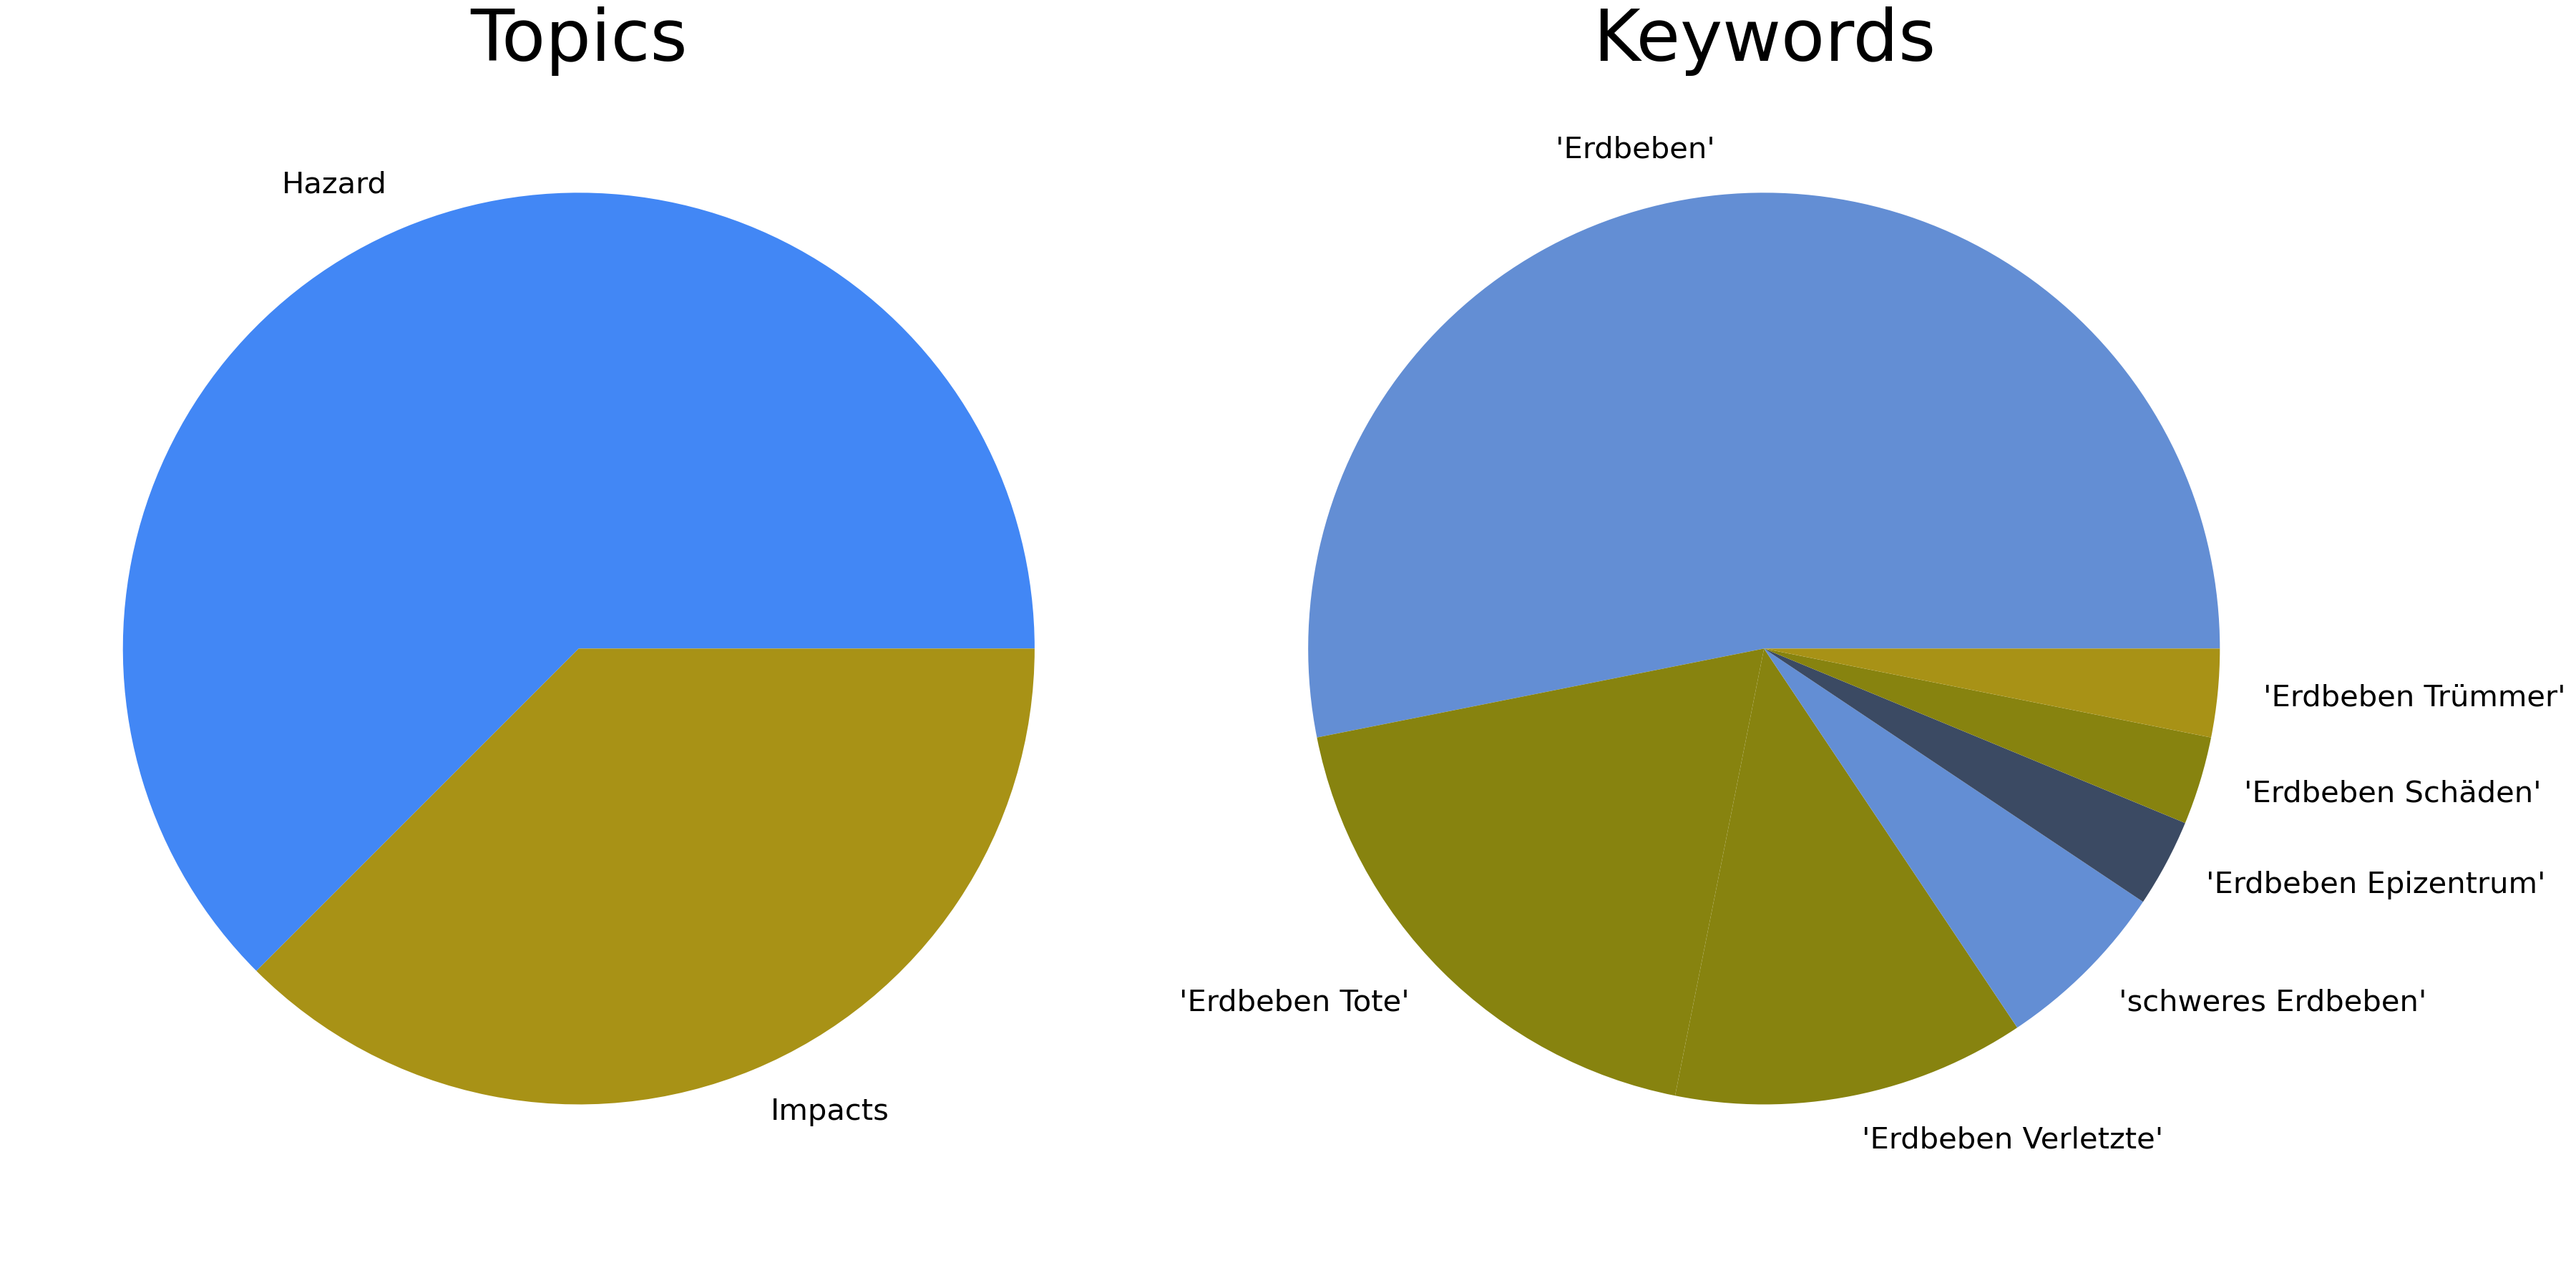 Topics
Hazard
Impacts
Keywords
'Erdbeben'
'Erdbeben Trümmer'
'Erdbeben Schäden'
'Erdbeben Epizentrum'
'schweres Erdbeben'
'Erdbeben Tote'
'Erdbeben Verletzte'